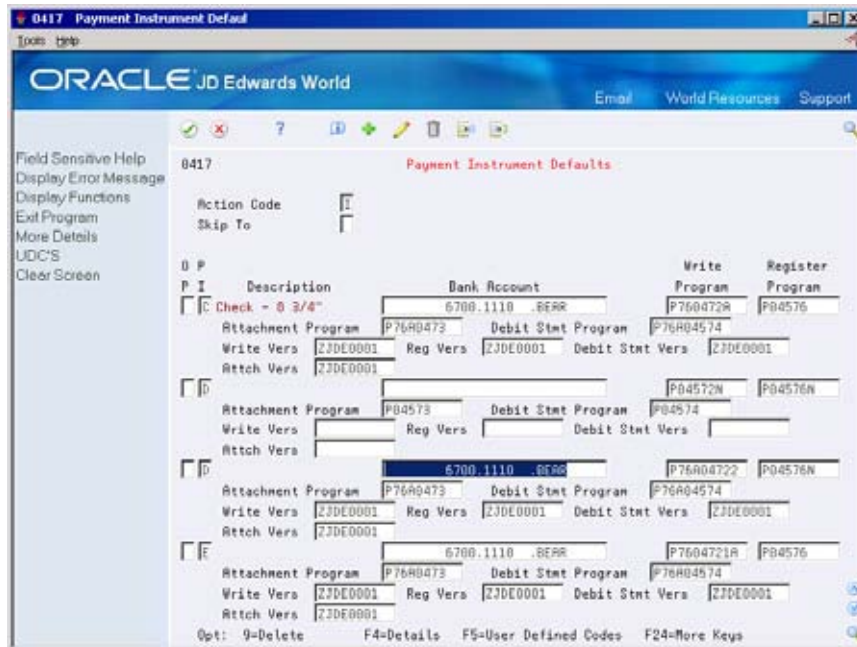 0417 Payment Instrument Defaul
Tools Help
ORACLE JD Edwards World
Email World Resources Support
Field Sensitive Help
Display Error Message
Display Functions
Exit Program
More Details
UDC'S
Clear Screen
0417 Payment Instrument Defaults
Action Code I
Skip To
O P Write Register
P I Description Bank Account Program Program
C Check - 8 3/4" 6700.1110 .BEAR P760472A P04576
Attachment Program P76A0473 Debit Stmt Program P76A04574
Write Vers ZJDE0001 Reg Vers ZJDE0001 Debit Stmt Vers ZJDE0001
Attch Vers ZJDE0001
D P04572N P04576N
Attachment Program P04573 Debit Stmt Program P04574
Write Vers Reg Vers Debit Stmt Vers
Attch Vers
D 6700.1110 .BEAR P76A04722 P04576N
Attachment Program P76A0473 Debit Stmt Program P76A04574
Write Vers ZJDE0001 Reg Vers ZJDE0001 Debit Stmt Vers ZJDE0001
Attch Vers ZJDE0001
E 6700.1110 .BEAR P7604721A P04576
Attachment Program P76A0473 Debit Stmt Program P76A04574
Write Vers ZJDE0001 Reg Vers ZJDE0001 Debit Stmt Vers ZJDE0001
Attch Vers ZJDE0001
Opt: 9=Delete F4=Details F5=User Defined Codes F24=More Keys